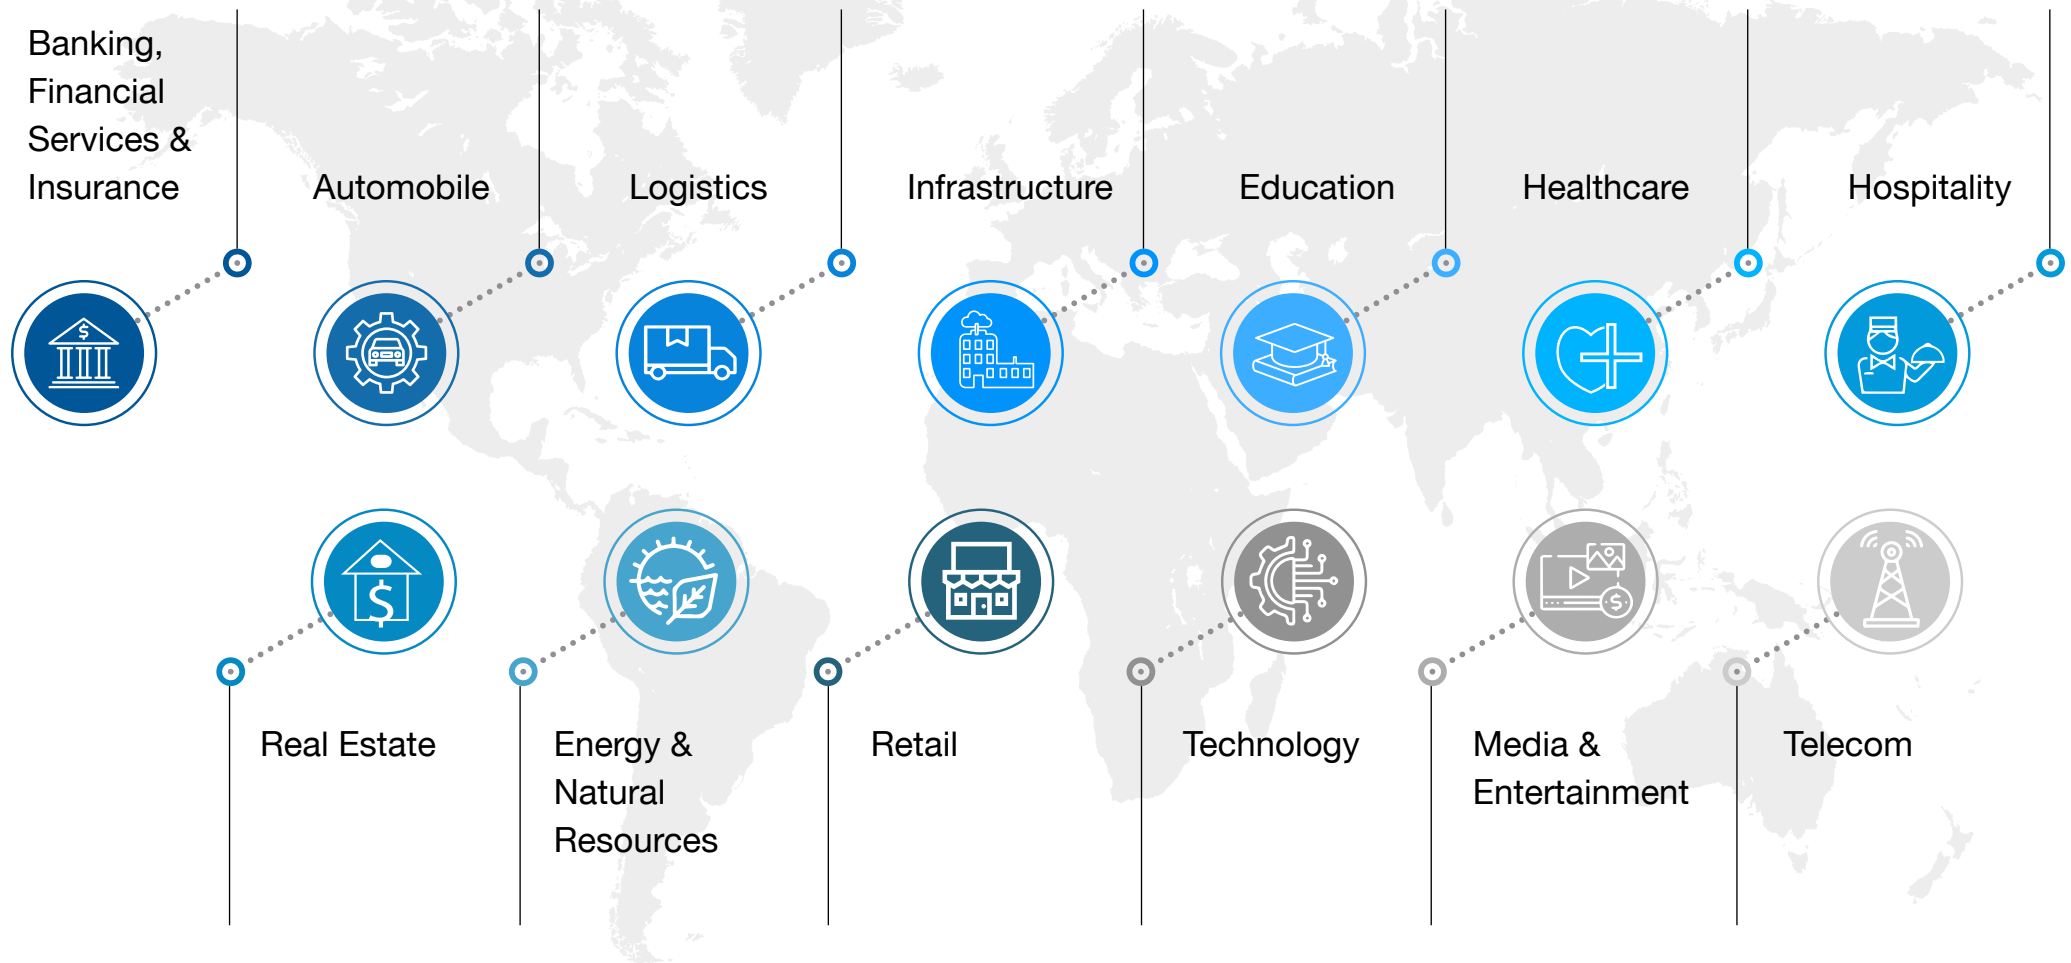 Banking,
Financial
Services &
Insurance
Automobile
Logistics
Infrastructure
Education
Healthcare
Hospitality
$
$
$
Real Estate
Energy &
Natural
Resources
Retail
Technology
Media &
Entertainment
Telecom